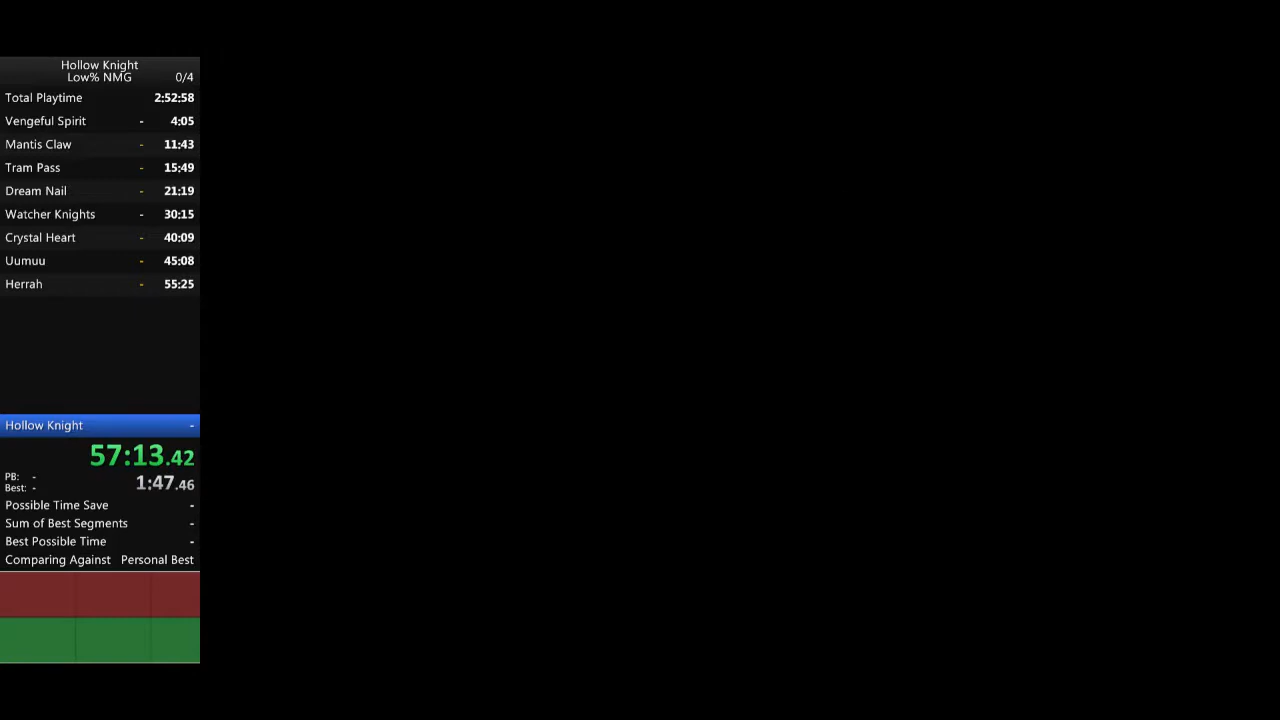 Hollow Knight
Low% NMG 0/4
Total Playtime 2:52:58
Vengeful Spirit - 4:05
Mantis Claw - 11:43
Tram Pass - 15:49
Dream Nail - 21:19
Watcher Knights - 30:15
Crystal Heart - 40:09
Uumuu - 45:08
Herrah - 55:25
Hollow Knight -
57:13.42
PB: -
Best: - 1:47.46
Possible Time Save -
Sum of Best Segments -
Best Possible Time -
Comparing Against Personal Best